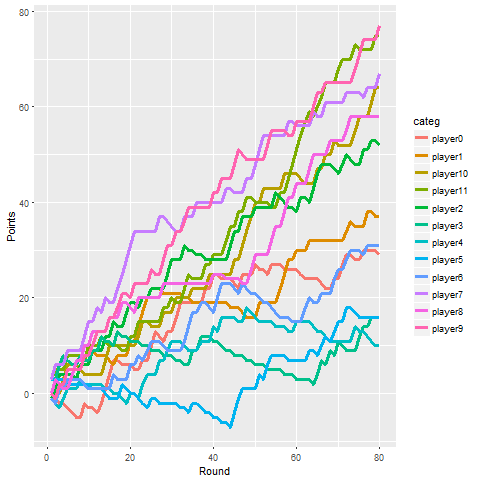 80
60
40
20
0
Points
0 20 40 60 80
Round
categ
player0
player1
player10
player11
player2
player3
player4
player5
player6
player7
player8
player9